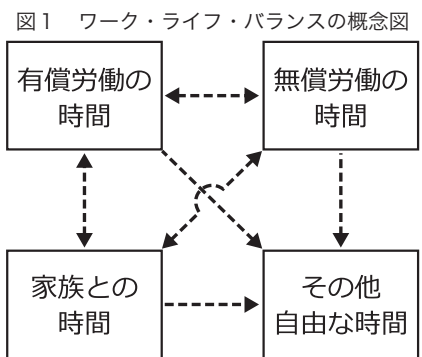 図１　ワーク・ライフ・バランスの概念図
有償労働の
時間
無償労働の
時間
家族との
時間
その他
自由な時間